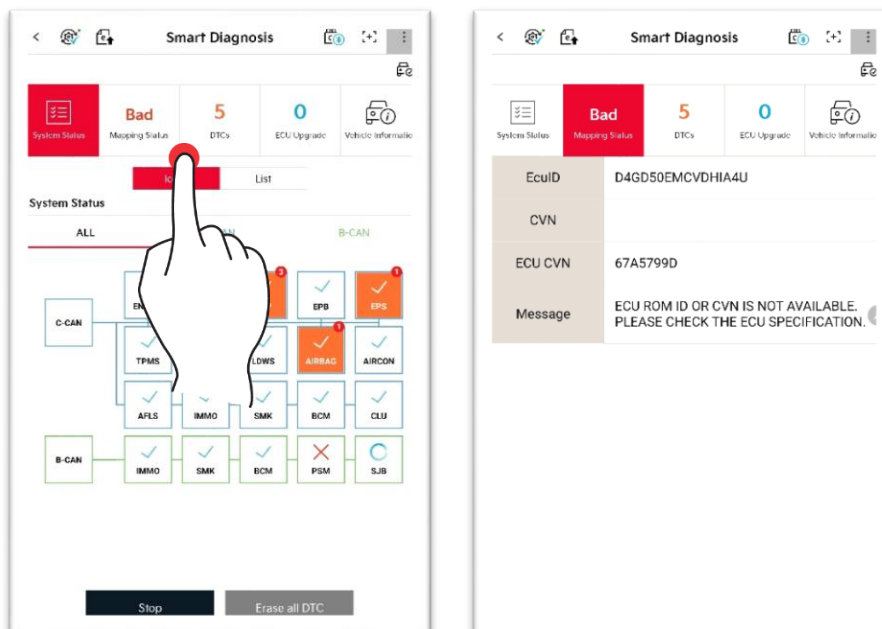 Smart Diagnosis
System Status
Bad
Mapping Status
5
DTCs
0
ECU Upgrade
Vehicle Informatio
List
System Status
ALL
B-CAN
C-CAN
3
EPB
1
EPS
TPMS
LDWS
1
AIRBAG
AIRCON
AFLS
IMMO
SMK
BCM
CLU
B-CAN
IMMO
SMK
BCM
PSM
SJB
Stop
Erase all DTC
Smart Diagnosis
System Status
Bad
Mapping Status
5
DTCs
0
ECU Upgrade
Vehicle Informatio
EcuID
D4GD50EMCVDHIA4U
CVN
ECU CVN
67A5799D
Message
ECU ROM ID OR CVN IS NOT AVAILABLE.
PLEASE CHECK THE ECU SPECIFICATION.